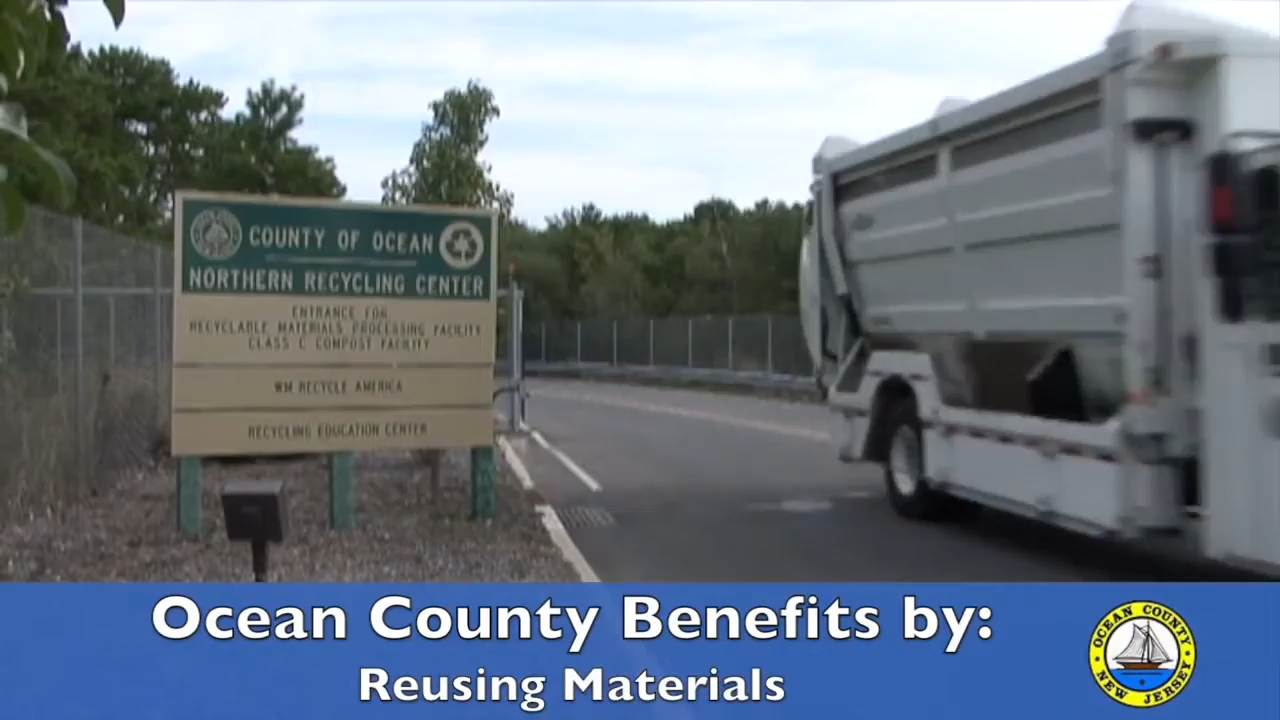 COUNTY OF OCEAN
NORTHERN RECYCLING CENTER
ENTRANCE FOR
RECYCLABLE MATERIALS PROCESSING FACILITY
CLASS C COMPOST FACILITY
WM RECYCLE AMERICA
RECYCLING EDUCATION CENTER
Ocean County Benefits by:
Reusing Materials
OCEAN COUNTY
NEW JERSEY